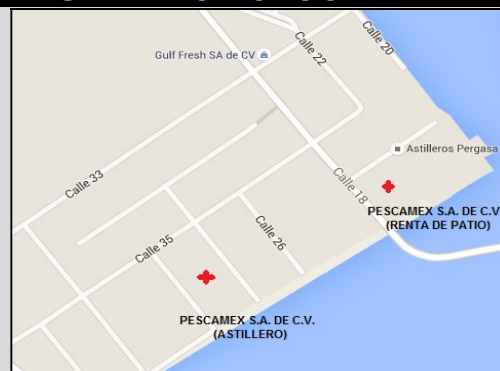 Calle 20
Calle 22
Gulf Fresh SA de CV
Astilleros Pergasa
Calle 33
Calle 18
PESCAMEX S.A. DE C.V
(RENTA DE PATIO)
Calle 26
Calle 35
PESCAMEX S.A. DE C.V.
(ASTILLERO)